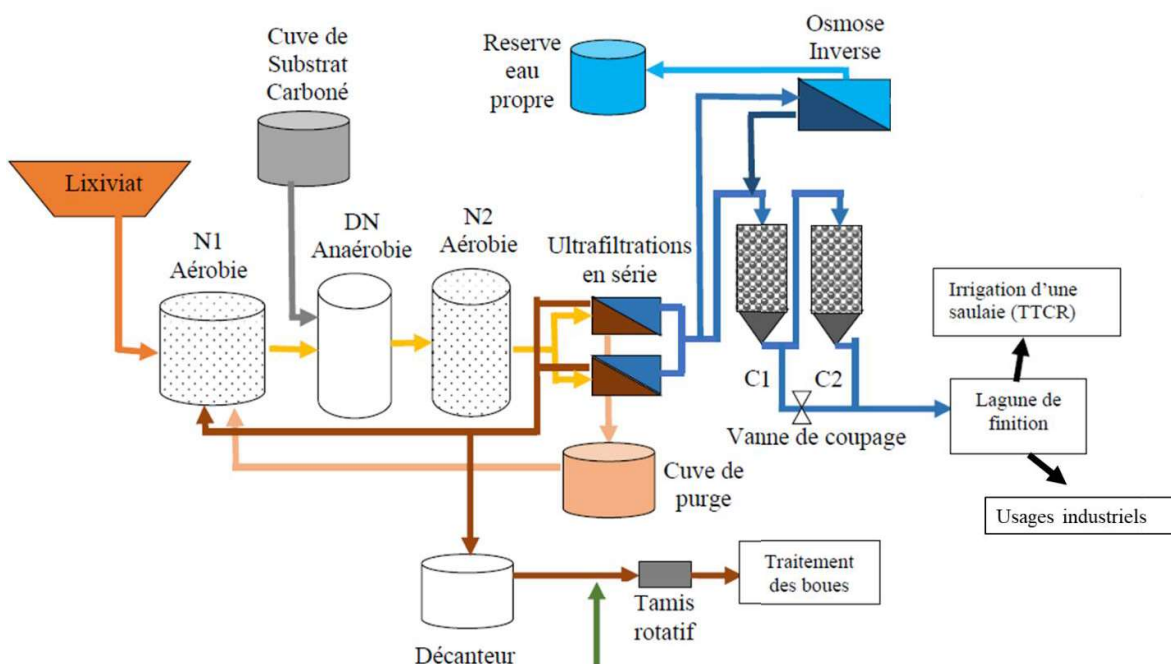 Cuve de
Substrat
Carboné
Reserve
eau
propre
Osmose
Inverse
Lixiviat
N1
Aérobie
DN
Anaérobie
N2
Aérobie
Ultrafiltrations
en série
C1
C2
Vanne de coupage
Irrigation d'une
saulaie (TTCR)
Lagune de
finition
Usages industriels
Cuve de
purge
Décanteur
Tamis
rotatif
Traitement
des boues